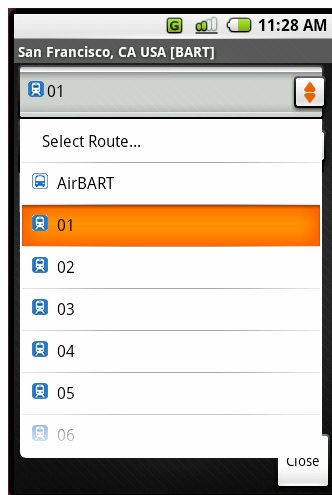 G 11:28 AM
San Francisco, CA USA [BART]
01
Select Route...
AirBART
01
02
03
04
05
06
Close